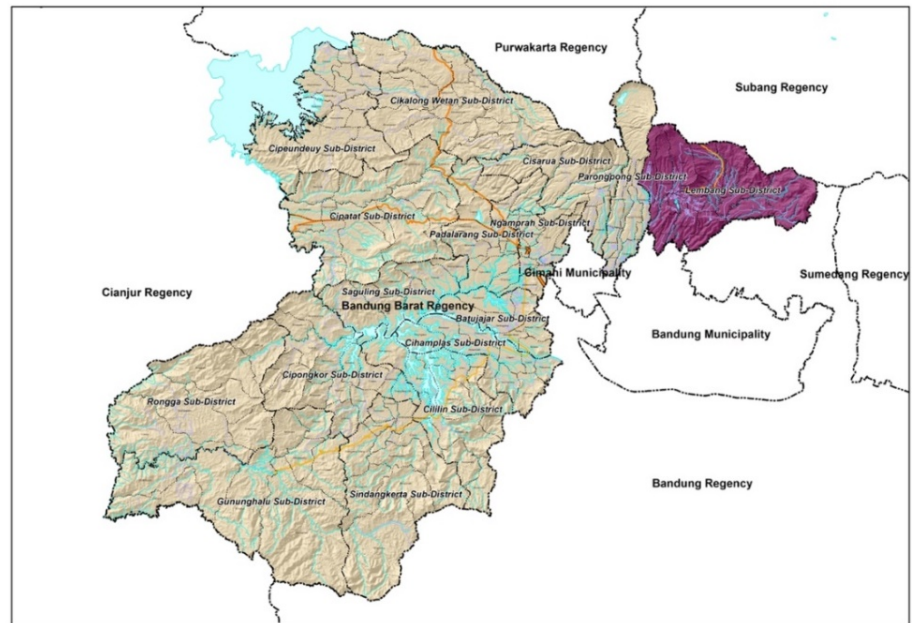 Purwakarta Regency
Subang Regency
Cikalong Wetan Sub-District
Cipeundeuy Sub-District
Cisarua Sub-District
Parongpong Sub-District
Lembang Sub-District
Cipatat Sub-District
Ngamprah Sub-District
Padalarang Sub-District
Cimahi Municipality
Sumedang Regency
Cianjur Regency
Saguling Sub-District
Bandung Barat Regency
Batujajar Sub-District
Bandung Municipality
Cihamplas Sub-District
Cipongkor Sub-District
Rongga Sub-District
Cililin Sub-District
Bandung Regency
Gununghalu Sub-District
Sindangkerta Sub-District